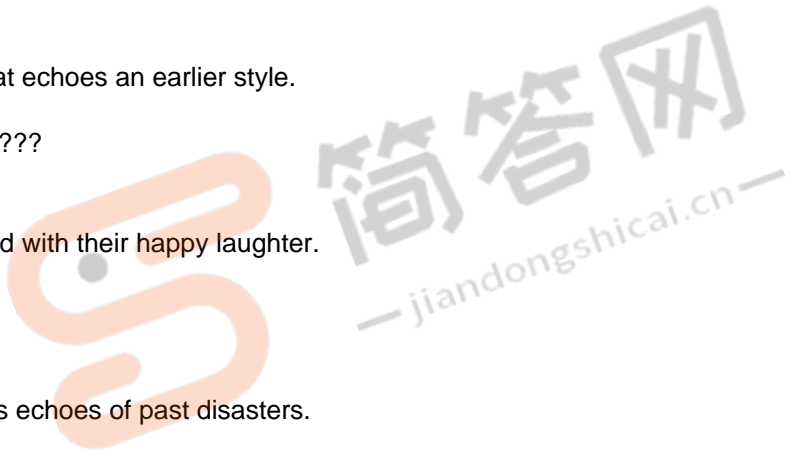 at echoes an earlier style.
???
d with their happy laughter.
s echoes of past disasters.
简答网
jiandongshicai.cn